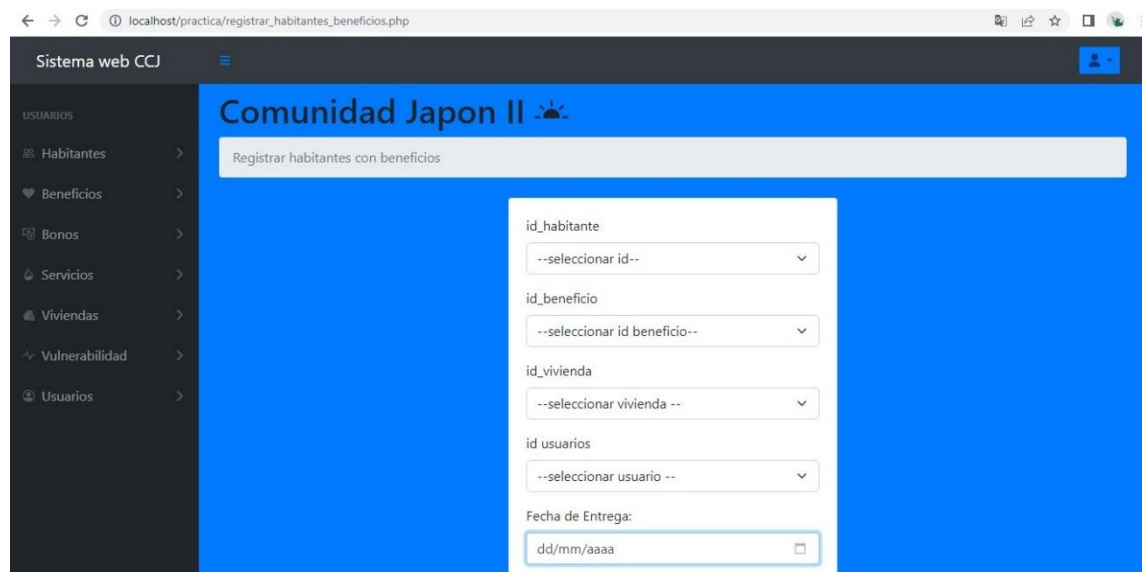 localhost/practica/registrar_habitantes_beneficios.php
Sistema web CCJ
USUARIOS
Habitantes
Beneficios
Bonos
Servicios
Viviendas
Vulnerabilidad
Usuarios
Comunidad Japon II
Registrar habitantes con beneficios
id_habitante
--seleccionar id--
id_beneficio
--seleccionar id beneficio--
id_vivienda
--seleccionar vivienda --
id usuarios
--seleccionar usuario --
Fecha de Entrega:
dd/mm/aaaa